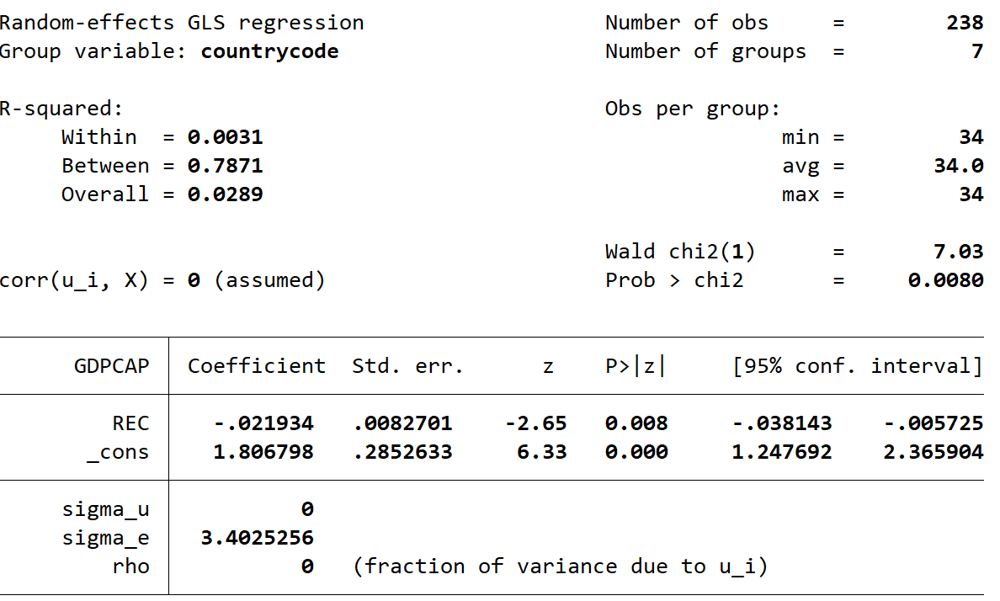 Random-effects GLS regression Number of obs = 238
Group variable: countrycode Number of groups = 7
R-squared: Obs per group:
Within = 0.0031 min = 34
Between = 0.7871 avg = 34.0
Overall = 0.0289 max = 34
Wald chi2(1) = 7.03
corr(u_i, X) = 0 (assumed) Prob > chi2 = 0.0080
GDPCAP Coefficient Std. err. z P>|z| [95% conf. interval]
REC -.021934 .0082701 -2.65 0.008 -.038143 -.005725
_cons 1.806798 .2852633 6.33 0.000 1.247692 2.365904
sigma_u 0
sigma_e 3.4025256
rho 0 (fraction of variance due to u_i)